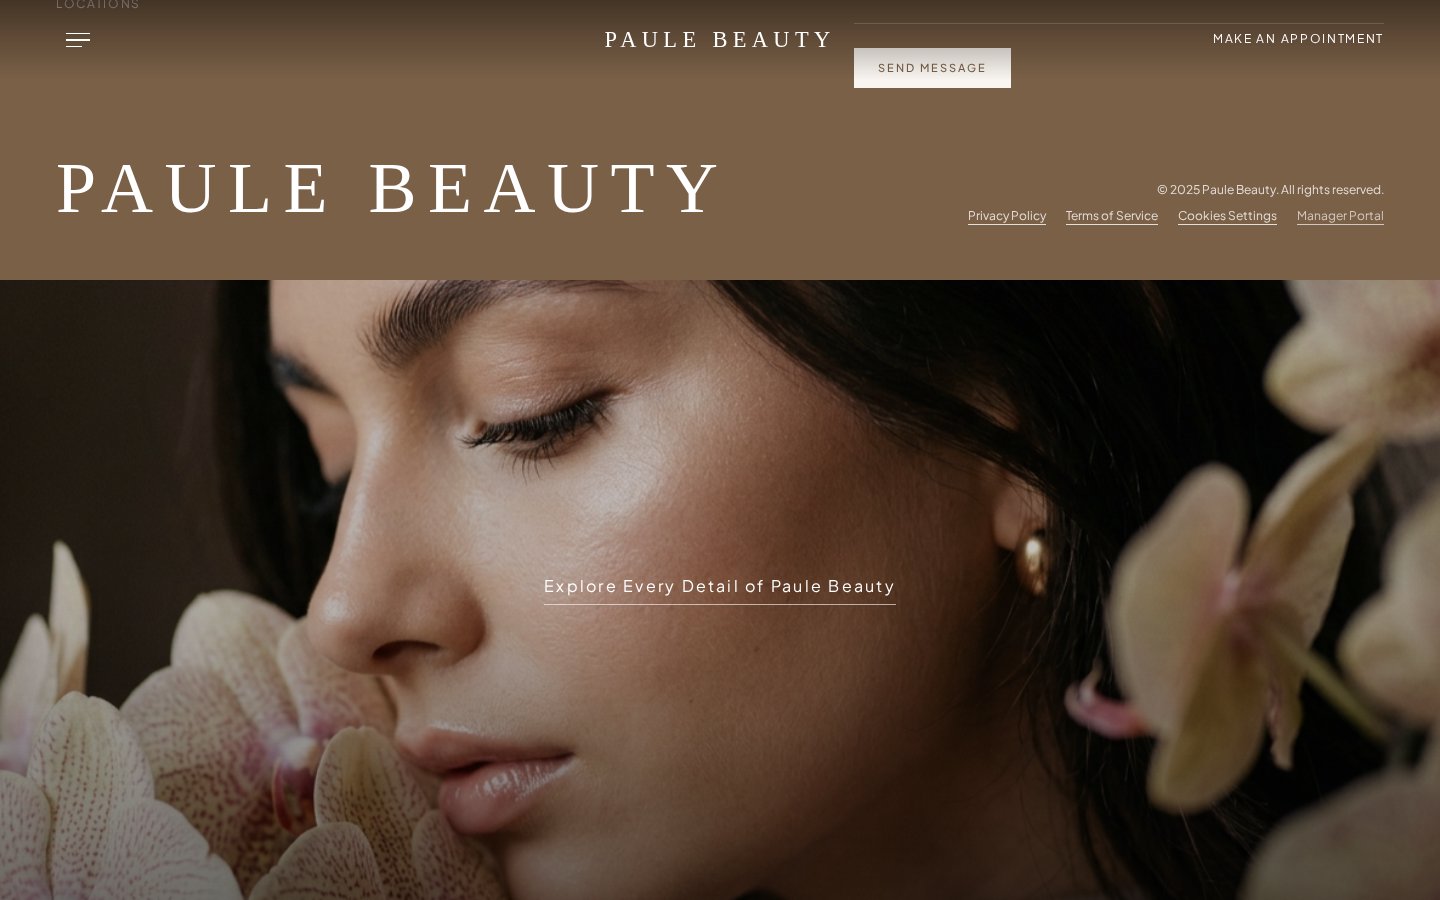 LOCATIONS
PAULE BEAUTY
MAKE AN APPOINTMENT
SEND MESSAGE
PAULE BEAUTY
© 2025 Paule Beauty. All rights reserved.
Privacy Policy Terms of Service Cookies Settings Manager Portal
Explore Every Detail of Paule Beauty